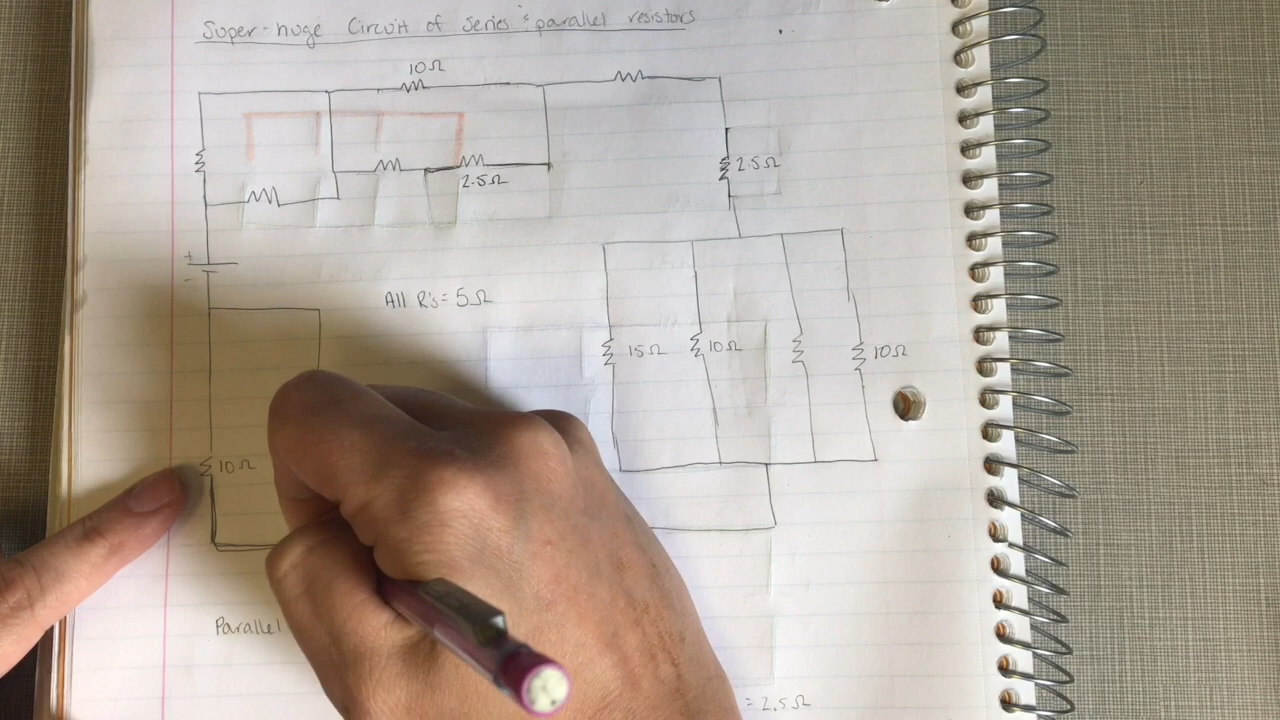 Super-huge Circuit of Series & parallel resistors
10Ω
2.5Ω
2.5Ω
+
-
All R's = 5Ω
15Ω
10Ω
10Ω
10Ω
Parallel
= 2.5Ω